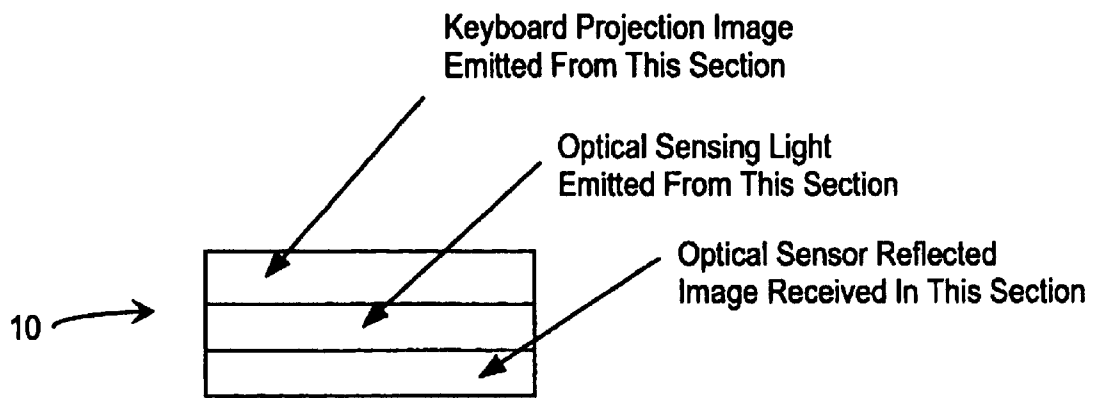 Keyboard Projection Image
Emitted From This Section
Optical Sensing Light
Emitted From This Section
Optical Sensor Reflected
Image Received In This Section
10